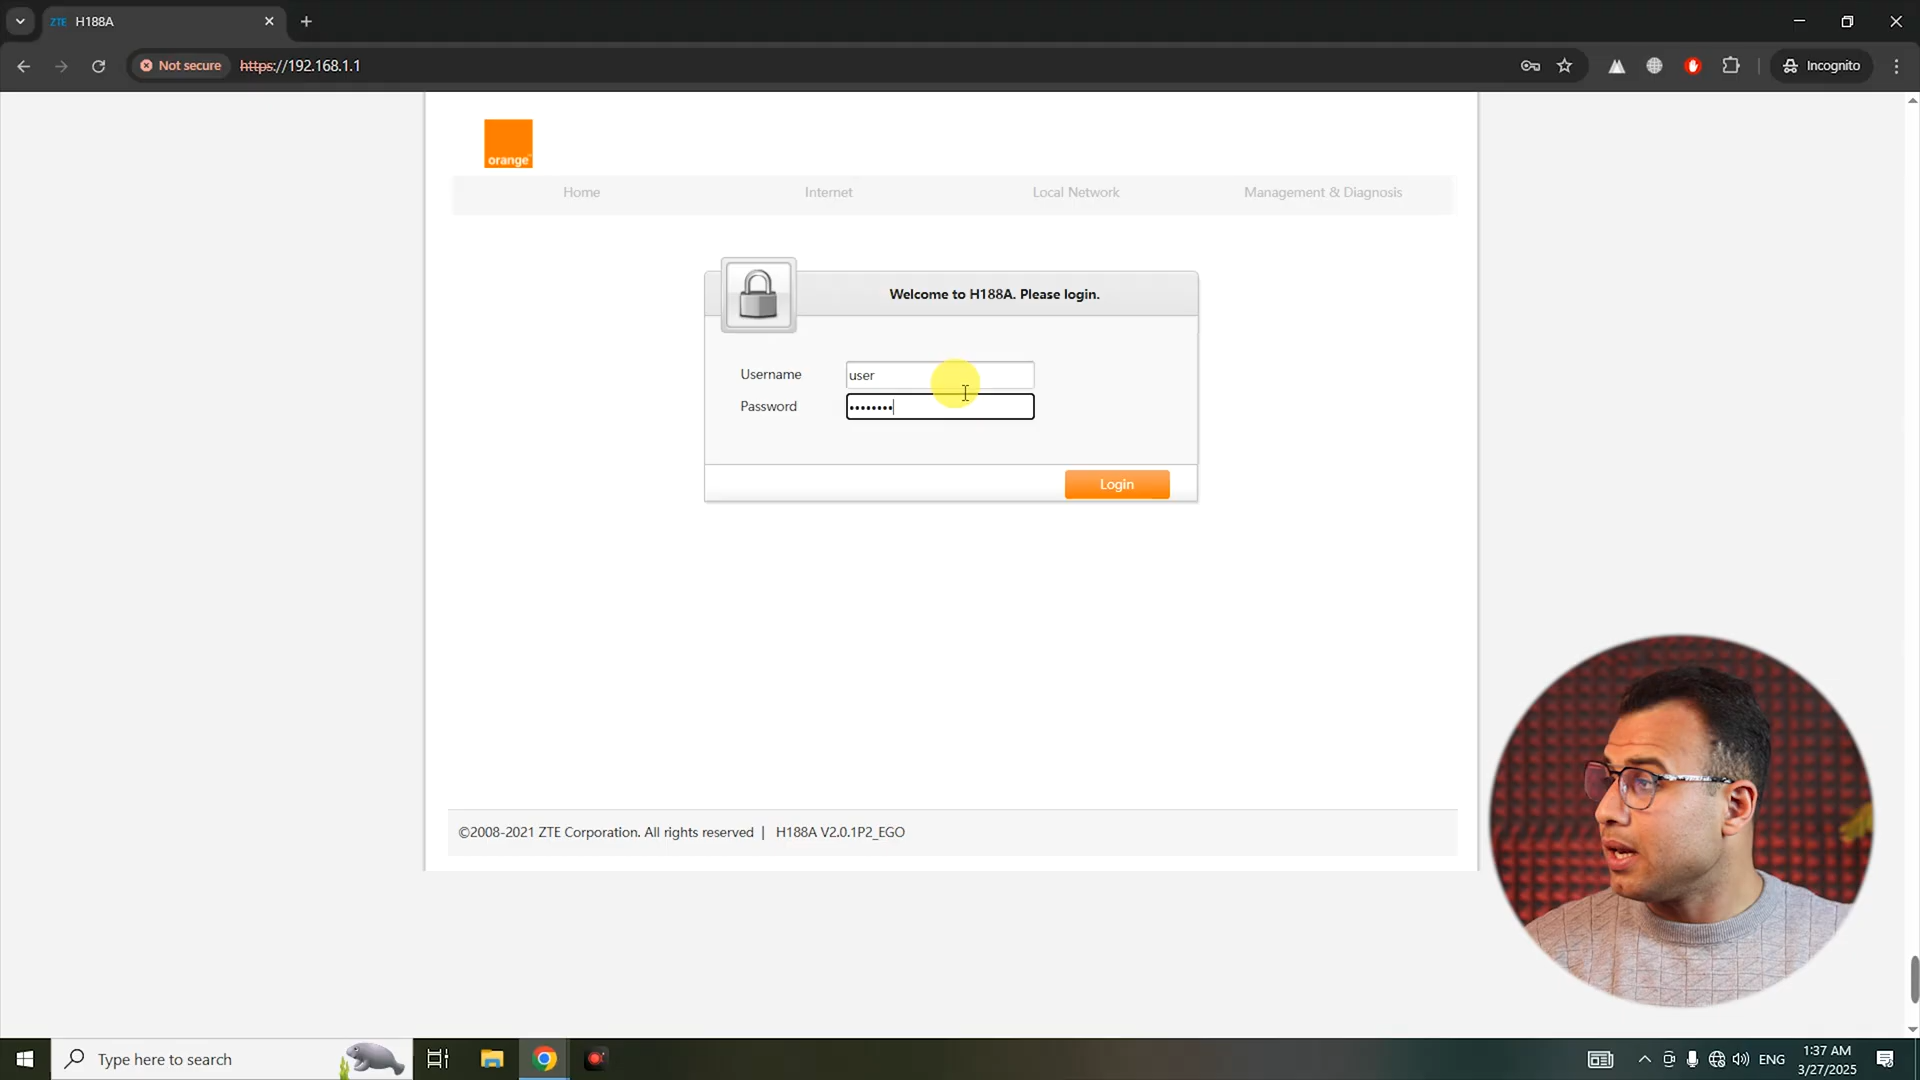 ZTE H188A
Not secure https://192.168.1.1 Incognito
orange
Home Internet Local Network Management & Diagnosis
Welcome to H188A. Please login.
Username user
Password ••••••••
Login
©2008-2021 ZTE Corporation. All rights reserved | H188A V2.0.1P2_EGO
Type here to search
ENG
1:37 AM
3/27/2025